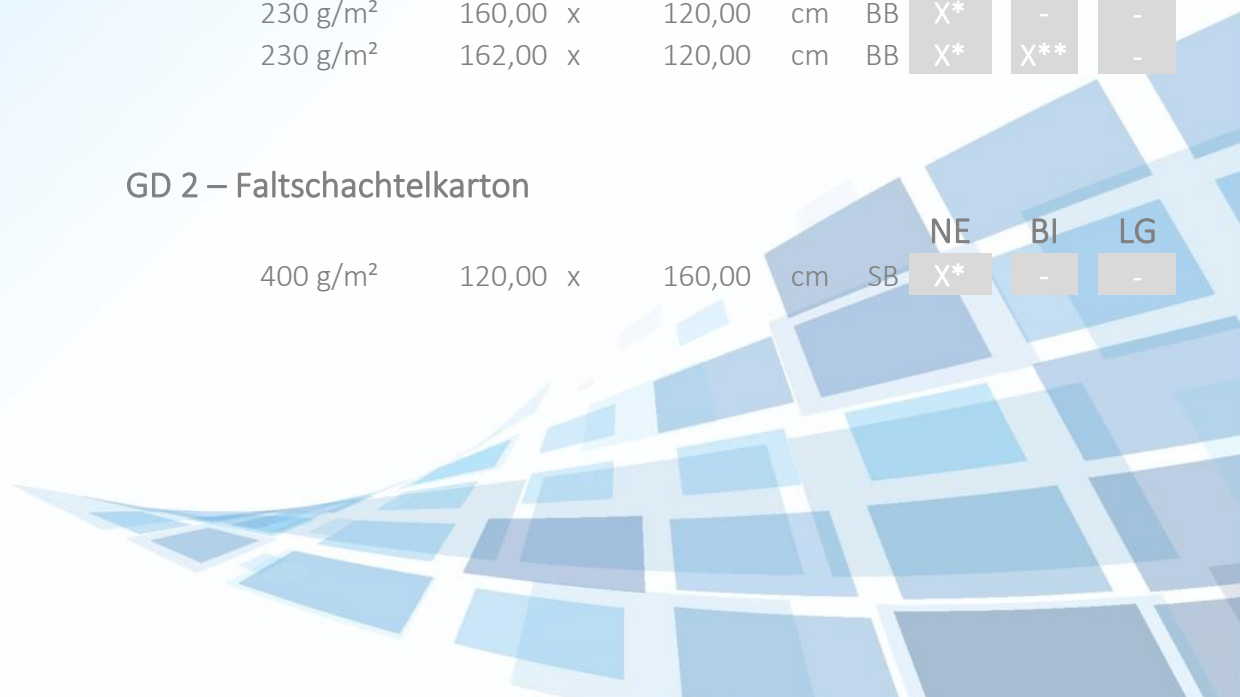 230 g/m² 160,00 x 120,00 cm BB X* - -
230 g/m² 162,00 x 120,00 cm BB X* X** -
GD 2 – Faltschachtelkarton
NE BI LG
400 g/m² 120,00 x 160,00 cm SB X* - -